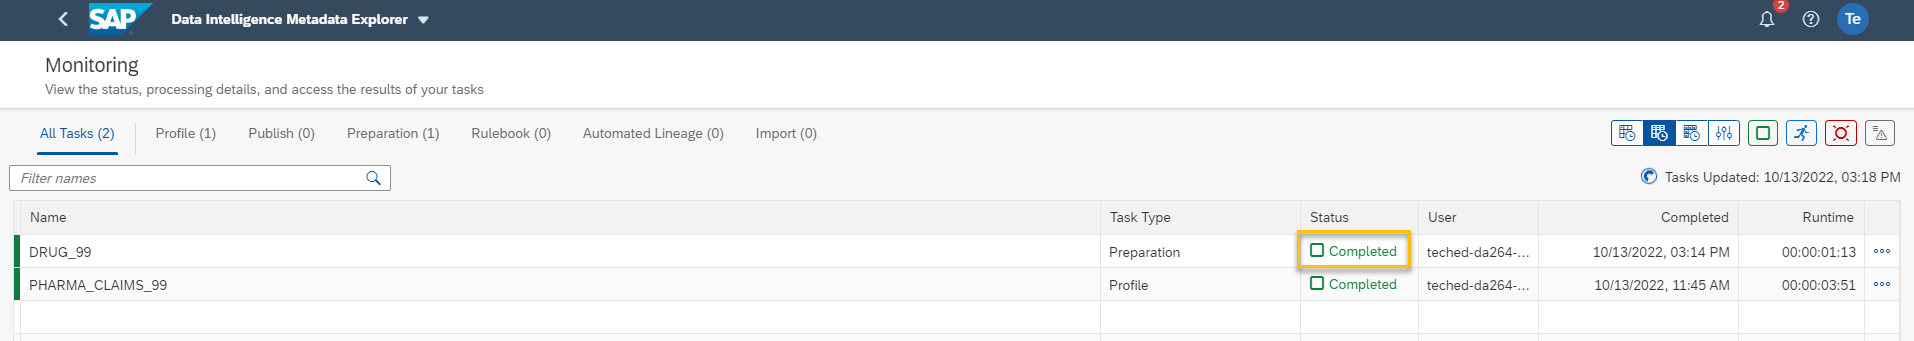 SAP Data Intelligence Metadata Explorer 2 Te
Monitoring
View the status, processing details, and access the results of your tasks
All Tasks (2) Profile (1) Publish (0) Preparation (1) Rulebook (0) Automated Lineage (0) Import (0)
Filter names Tasks Updated: 10/13/2022, 03:18 PM
Name Task Type Status User Completed Runtime
DRUG_99 Preparation Completed teched-da264-... 10/13/2022, 03:14 PM 00:00:01:13
PHARMA_CLAIMS_99 Profile Completed teched-da264-... 10/13/2022, 11:45 AM 00:00:03:51